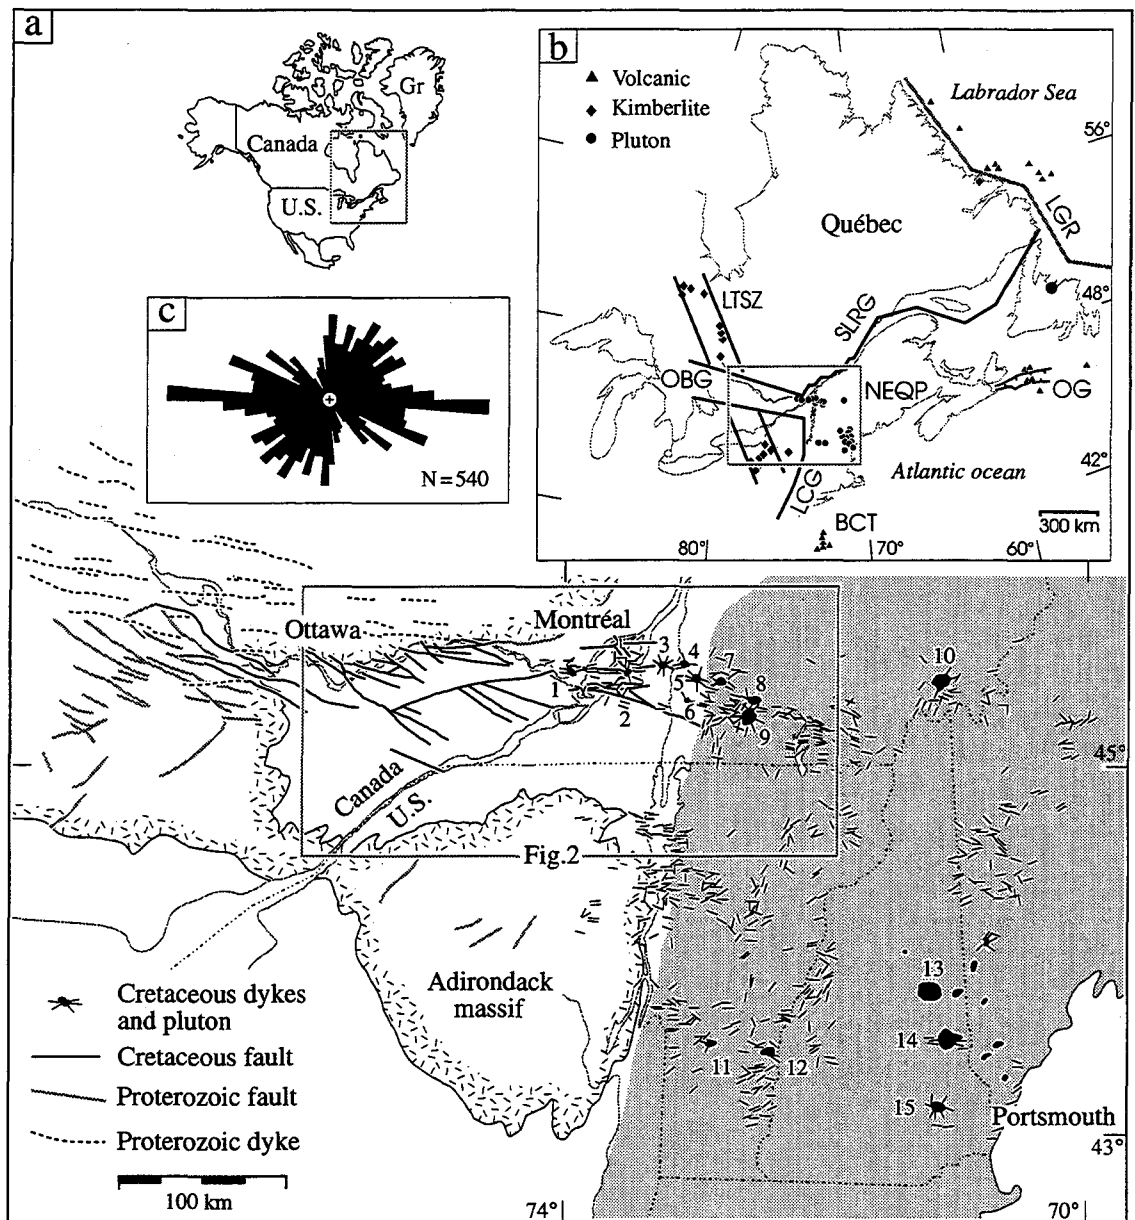 a
Gr
Canada
U.S.
b
Volcanic
Kimberlite
Pluton
Labrador Sea
56°
Québec
LGR
48°
LTSZ
SLRG
OBG
NEQP
OG
LCG
Atlantic ocean
42°
BCT
300 km
80°
70°
60°
c
N=540
Ottawa
Montréal
1
2
3
4
5
6
7
8
9
10
45°
Canada
U.S.
Fig.2
Adirondack
massif
11
12
13
14
15
Portsmouth
43°
Cretaceous dykes
and pluton
Cretaceous fault
Proterozoic fault
Proterozoic dyke
100 km
74°
70°